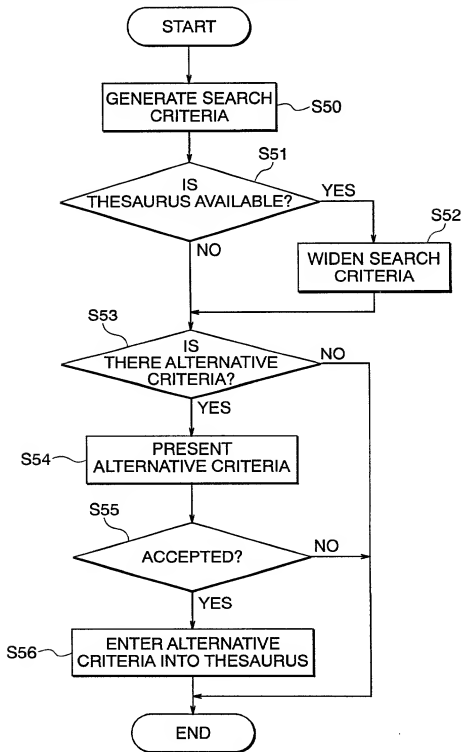 START
GENERATE SEARCH
CRITERIA
S50
S51
IS
THESAURUS AVAILABLE?
YES
S52
NO
WIDEN SEARCH
CRITERIA
S53
IS
THERE ALTERNATIVE
CRITERIA?
NO
YES
S54
PRESENT
ALTERNATIVE CRITERIA
S55
ACCEPTED?
NO
YES
S56
ENTER ALTERNATIVE
CRITERIA INTO THESAURUS
END